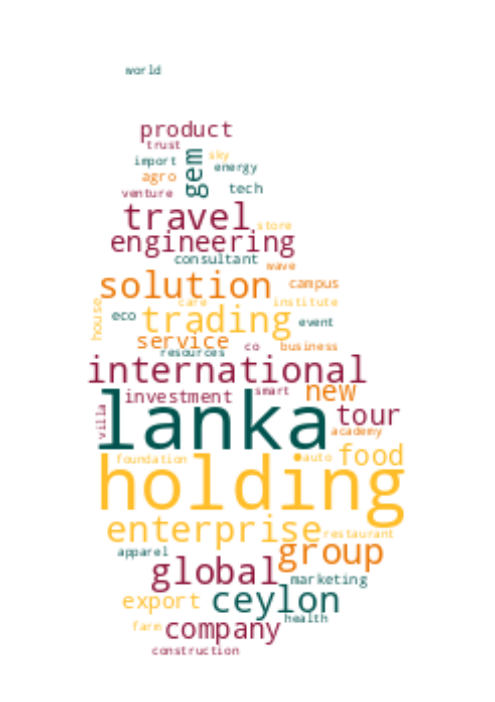 world
product
trust
import gem sky
energy
agro
venture tech
travel store
engineering
consultant wave
solution campus
house care institute
eco trading event
service co business
resources
international
investment smart new
villa lanka tour
academy
foundation auto food
holding
enterprise restaurant
apparel group
global marketing
export ceylon
health
farm company
construction